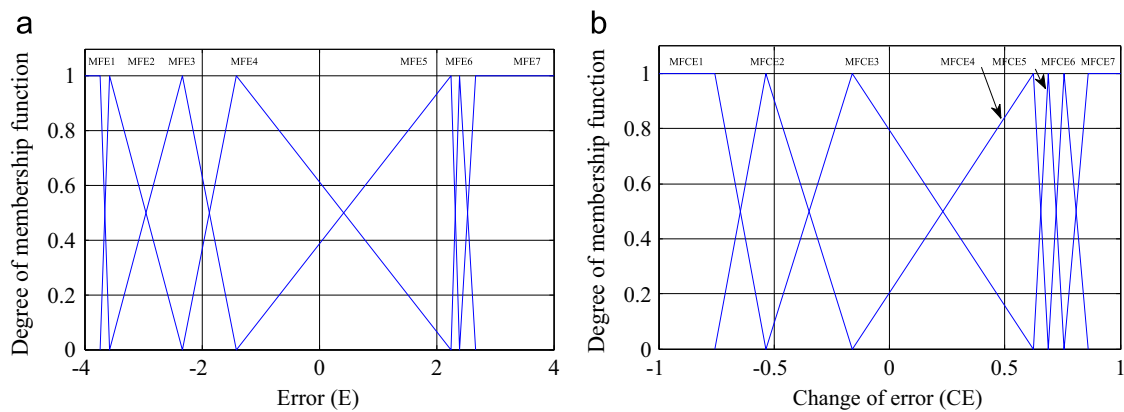 a
MFE1 MFE2 MFE3 MFE4 MFE5 MFE6 MFE7
1
0.8
0.6
0.4
0.2
0
Degree of membership function
-4 -2 0 2 4
Error (E)
b
MFCE1 MFCE2 MFCE3 MFCE4 MFCE5 MFCE6 MFCE7
1
0.8
0.6
0.4
0.2
0
Degree of membership function
-1 -0.5 0 0.5 1
Change of error (CE)